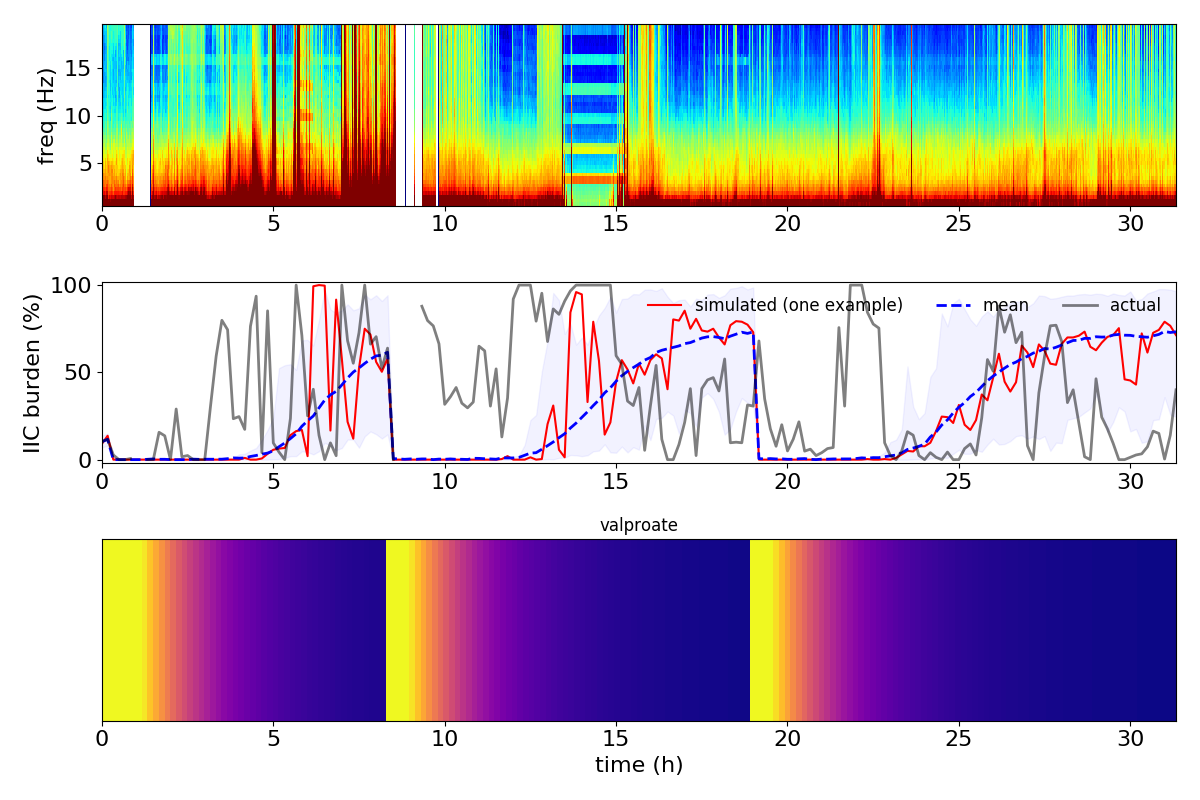 freq (Hz)
15
10
5
0 5 10 15 20 25 30
IIC burden (%)
100
50
0
simulated (one example) mean actual
0 5 10 15 20 25 30
valproate
0 5 10 15 20 25 30
time (h)